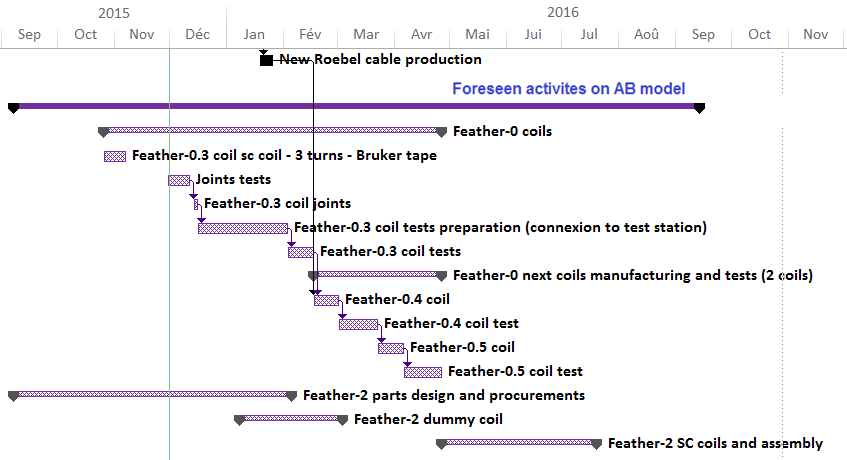 2015 2016
Sep Oct Nov Déc Jan Fév Mar Avr Mai Jui Jul Aoû Sep Oct Nov
New Roebel cable production
Foreseen activites on AB model
Feather-0 coils
Feather-0.3 coil sc coil - 3 turns - Bruker tape
Joints tests
Feather-0.3 coil joints
Feather-0.3 coil tests preparation (connexion to test station)
Feather-0.3 coil tests
Feather-0 next coils manufacturing and tests (2 coils)
Feather-0.4 coil
Feather-0.4 coil test
Feather-0.5 coil
Feather-0.5 coil test
Feather-2 parts design and procurements
Feather-2 dummy coil
Feather-2 SC coils and assembly